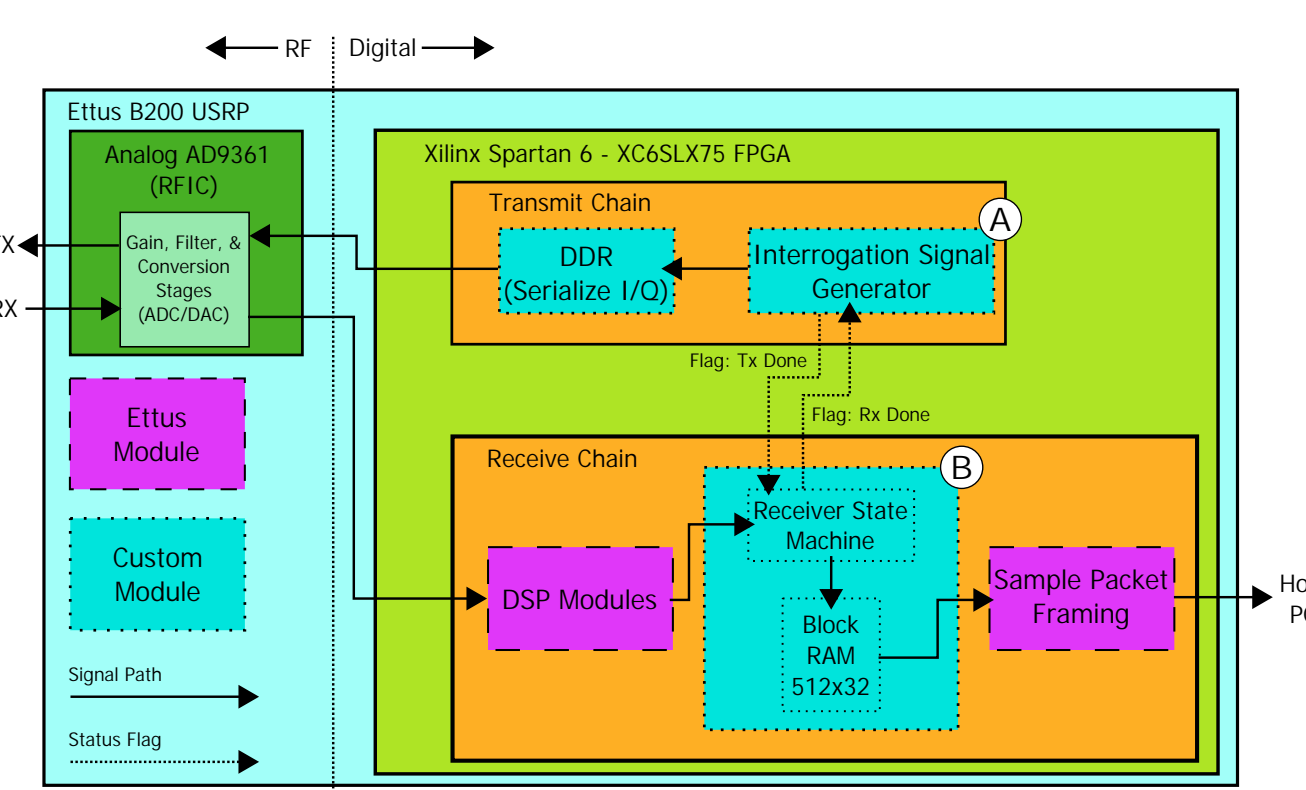 RF
Digital
Ettus B200 USRP
Analog AD9361
(RFIC)
Gain, Filter, &
Conversion
Stages
(ADC/DAC)
X
RX
Xilinx Spartan 6 - XC6SLX75 FPGA
Transmit Chain
A
DDR
(Serialize I/Q)
Interrogation Signal
Generator
Flag: Tx Done
Flag: Rx Done
Ettus
Module
Custom
Module
Signal Path
Status Flag
Receive Chain
B
DSP Modules
Receiver State
Machine
Block
RAM
512x32
Sample Packet
Framing
Ho
P